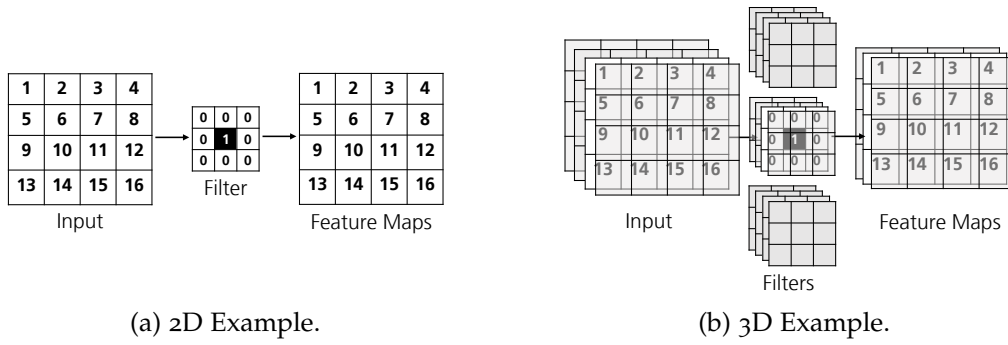 1 2 3 4
5 6 7 8
9 10 11 12
13 14 15 16
Input
0 0 0
0 1 0
0 0 0
Filter
1 2 3 4
5 6 7 8
9 10 11 12
13 14 15 16
Feature Maps
(a) 2D Example.
1 2 3 4
5 6 7 8
9 10 11 12
13 14 15 16
Input
0 0 0
0 1 0
0 0 0
Filters
1 2 3 4
5 6 7 8
9 10 11 12
13 14 15 16
Feature Maps
(b) 3D Example.